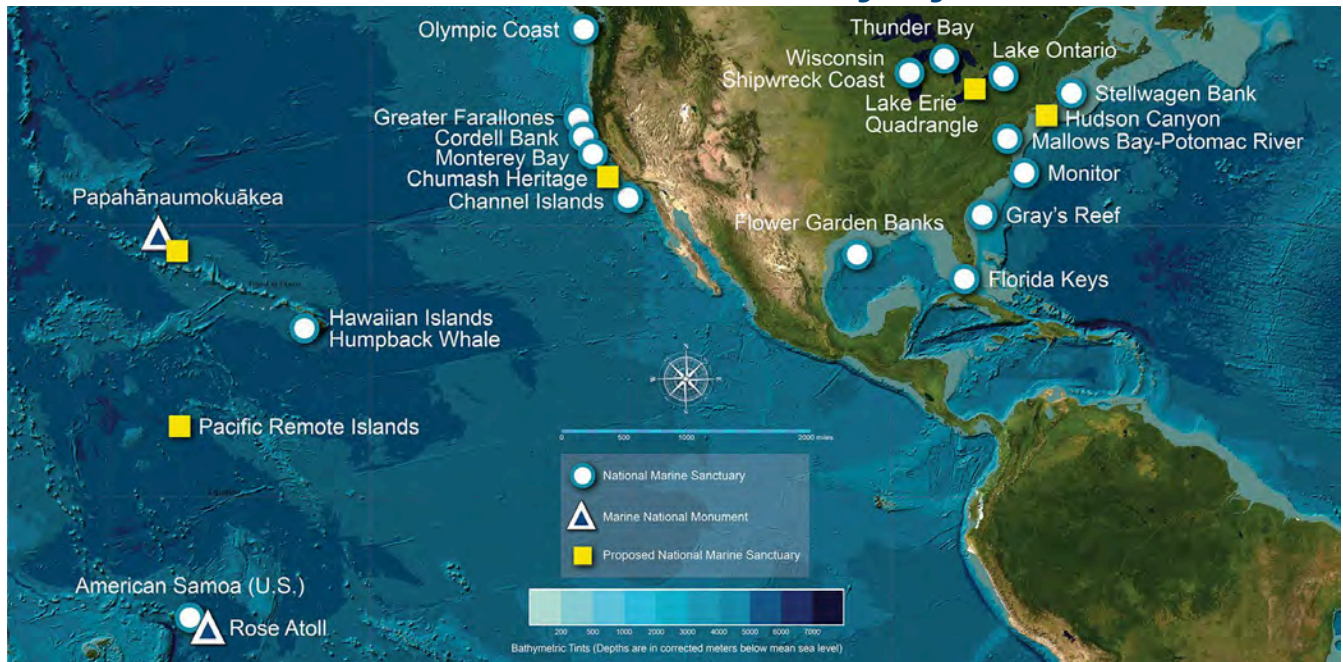 Olympic Coast
Thunder Bay
Wisconsin
Shipwreck Coast
Lake Ontario
Lake Erie
Quadrangle
Stellwagen Bank
Hudson Canyon
Mallows Bay-Potomac River
Monitor
Gray's Reef
Greater Farallones
Cordell Bank
Monterey Bay
Chumash Heritage
Channel Islands
Flower Garden Banks
Florida Keys
Papahānaumokuākea
Hawaiian Islands
Humpback Whale
Pacific Remote Islands
0 500 1000 2000 miles
National Marine Sanctuary
Marine National Monument
Proposed National Marine Sanctuary
American Samoa (U.S.)
Rose Atoll
200 500 1000 2000 3000 4000 5000 6000 7000
Bathymetric Tints (Depths are in corrected meters below mean sea level)